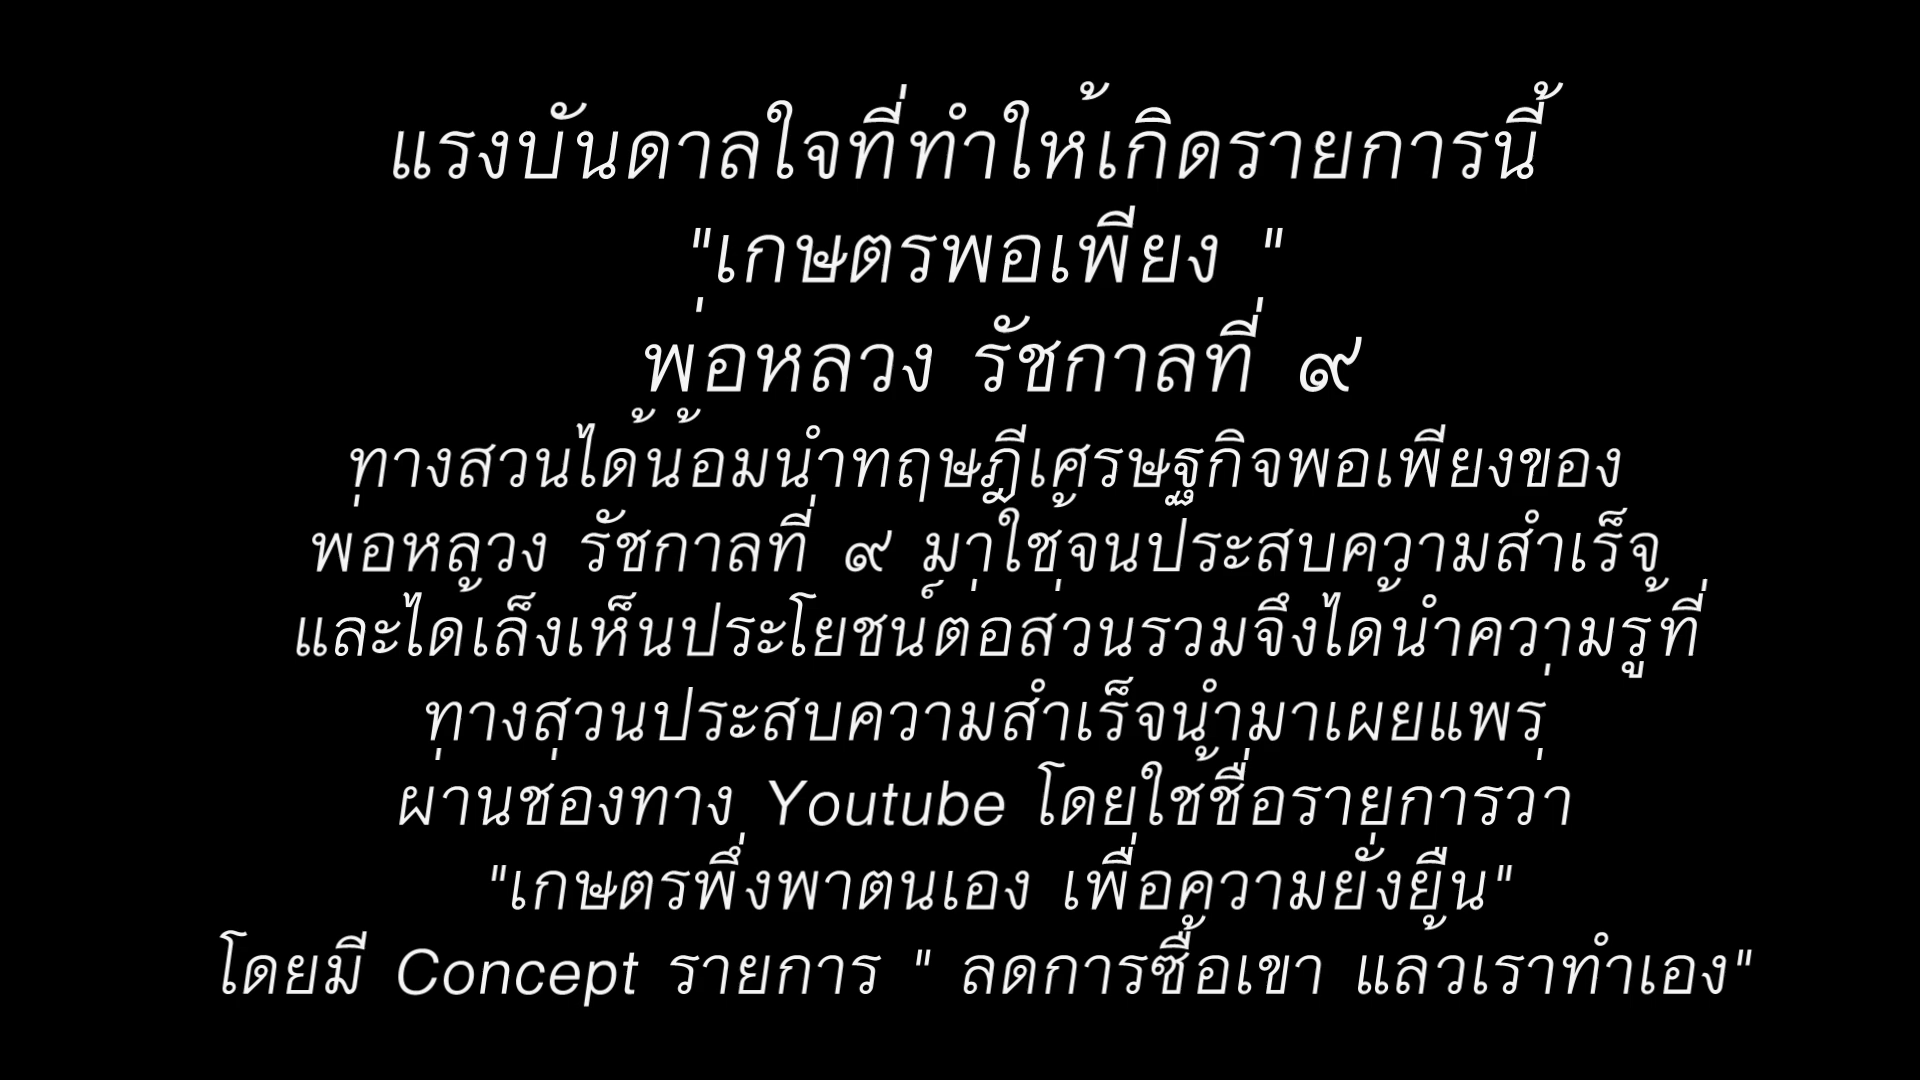 แรงบันดาลใจที่ทำให้เกิดรายการนี้
"เกษตรพอเพียง "
พ่อหลวง รัชกาลที่ ๙
ทางสวนได้น้อมนำทฤษฎีเศรษฐกิจพอเพียงของ
พ่อหลวง รัชกาลที่ ๙ มาใช้จนประสบความสำเร็จ
และได้เล็งเห็นประโยชน์ต่อส่วนรวมจึงได้นำความรู้ที่
ทางสวนประสบความสำเร็จนำมาเผยแพร่
ผ่านช่องทาง Youtube โดยใช้ชื่อรายการว่า
"เกษตรพึ่งพาตนเอง เพื่อความยั่งยืน"
โดยมี Concept รายการ " ลดการซื้อเขา แล้วเราทำเอง"